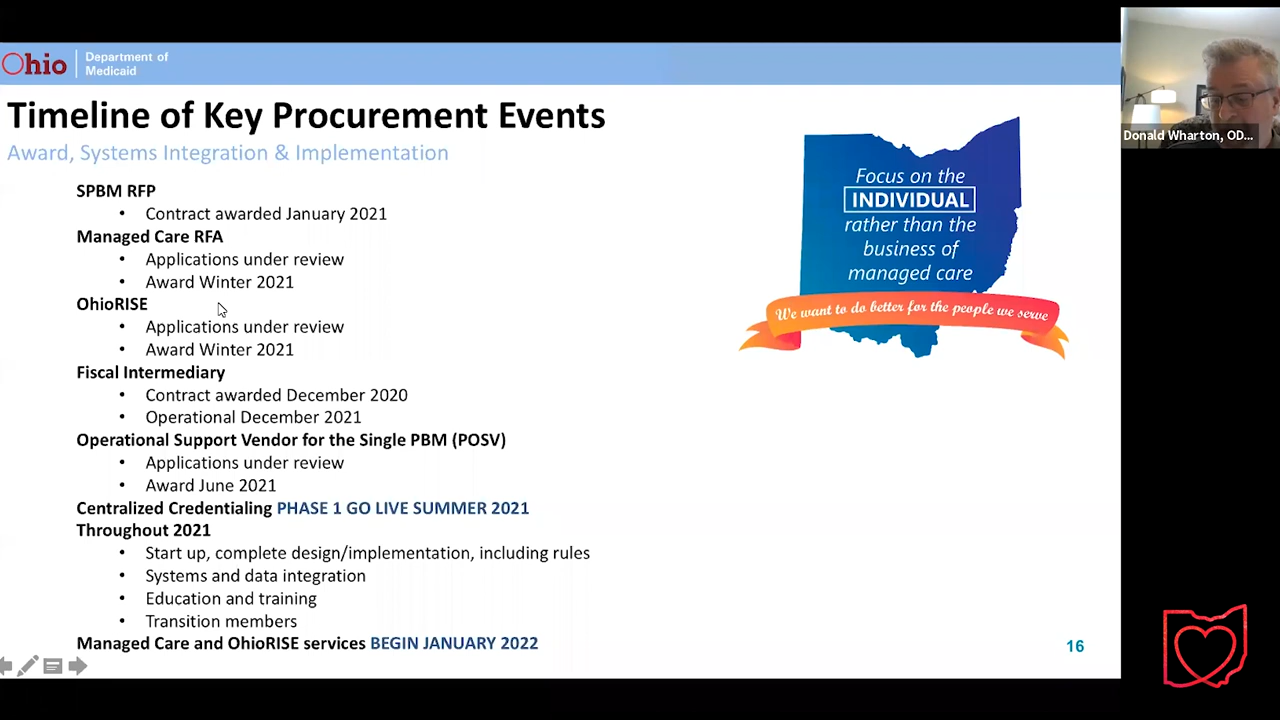 Ohio
Department of
Medicaid
Timeline of Key Procurement Events
Award, Systems Integration & Implementation
SPBM RFP
• Contract awarded January 2021
Managed Care RFA
• Applications under review
• Award Winter 2021
OhioRISE
• Applications under review
• Award Winter 2021
Fiscal Intermediary
• Contract awarded December 2020
• Operational December 2021
Operational Support Vendor for the Single PBM (POSV)
• Applications under review
• Award June 2021
Centralized Credentialing PHASE 1 GO LIVE SUMMER 2021
Throughout 2021
• Start up, complete design/implementation, including rules
• Systems and data integration
• Education and training
• Transition members
Managed Care and OhioRISE services BEGIN JANUARY 2022
Focus on the
INDIVIDUAL
rather than the
business of
managed care
We want to do better for the people we serve
16
Donald Wharton, OD...